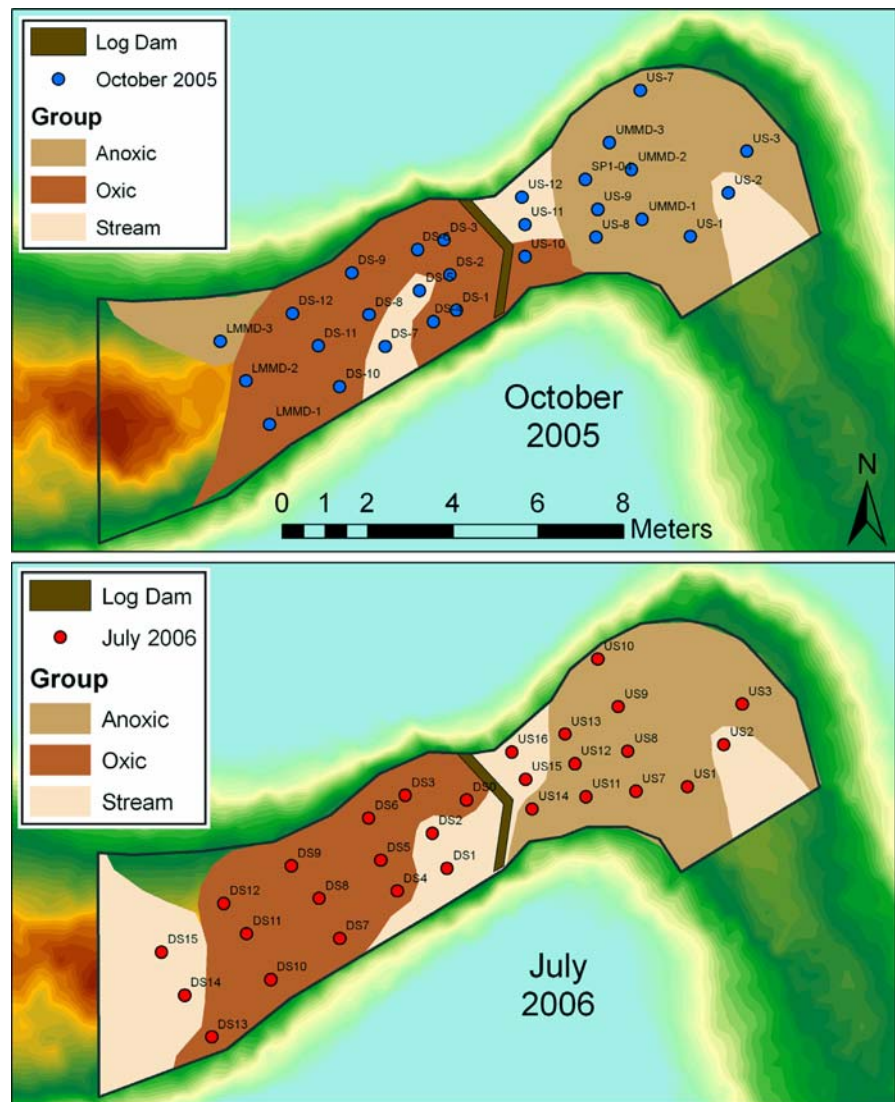 Log Dam
October 2005
Group
Anoxic
Oxic
Stream
US-7
UMMD-3
US-3
UMMD-2
SP1-04
US-2
US-12
US-9
UMMD-1
US-11
US-8
US-1
DS-3
DS-6
US-10
DS-9
DS-2
DS-5
DS-12
DS-8
DS-1
LMMD-3
DS-11
DS-7
LMMD-2
DS-10
LMMD-1
October
2005
N
0 1 2 4 6 8
Meters
Log Dam
July 2006
Group
Anoxic
Oxic
Stream
US10
US9
US3
US13
US2
US16
US8
US12
US15
US1
US7
US11
US14
DS3
DS0
DS6
DS2
DS5
DS9
DS1
DS4
DS8
DS12
DS11
DS7
DS15
DS10
DS14
DS13
July
2006